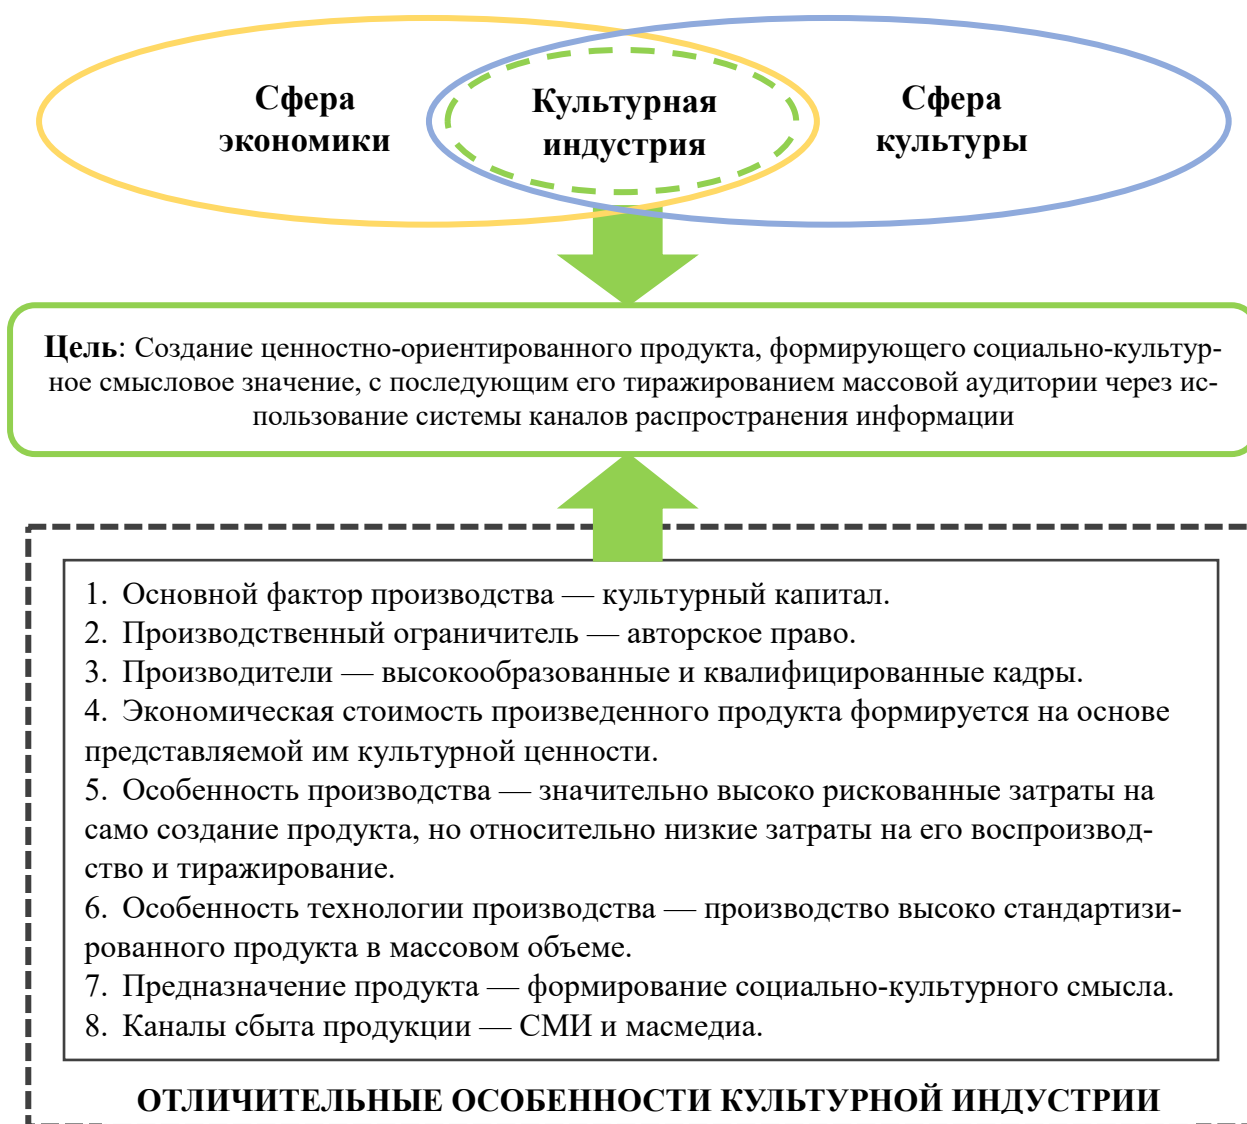 Сфера
экономики
Культурная
индустрия
Сфера
культуры
Цель: Создание ценностно-ориентированного продукта, формирующего социально-культур-
ное смысловое значение, с последующим его тиражированием массовой аудитории через ис-
пользование системы каналов распространения информации
1. Основной фактор производства — культурный капитал.
2. Производственный ограничитель — авторское право.
3. Производители — высокообразованные и квалифицированные кадры.
4. Экономическая стоимость произведенного продукта формируется на основе
представляемой им культурной ценности.
5. Особенность производства — значительно высоко рискованные затраты на
само создание продукта, но относительно низкие затраты на его воспроизвод-
ство и тиражирование.
6. Особенность технологии производства — производство высоко стандартизи-
рованного продукта в массовом объеме.
7. Предназначение продукта — формирование социально-культурного смысла.
8. Каналы сбыта продукции — СМИ и масмедиа.
ОТЛИЧИТЕЛЬНЫЕ ОСОБЕННОСТИ КУЛЬТУРНОЙ ИНДУСТРИИ